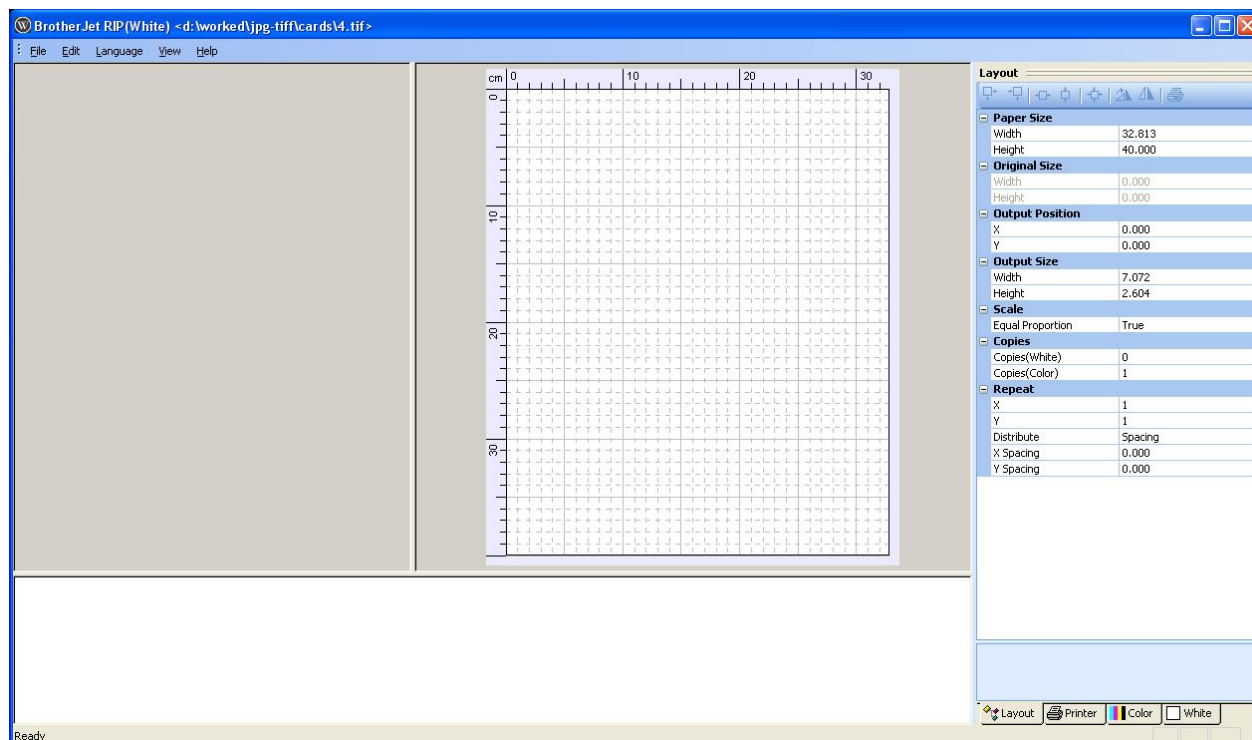 BrotherJet RIP(White) <d:\worked\jpg-tiff\cards\4.tif>
File Edit Language View Help
cm 0 10 20 30
0
10
20
30
Layout
Paper Size
Width 32.813
Height 40.000
Original Size
Width 0.000
Height 0.000
Output Position
X 0.000
Y 0.000
Output Size
Width 7.072
Height 2.604
Scale
Equal Proportion True
Copies
Copies(White) 0
Copies(Color) 1
Repeat
X 1
Y 1
Distribute Spacing
X Spacing 0.000
Y Spacing 0.000
Layout Printer Color White
Ready